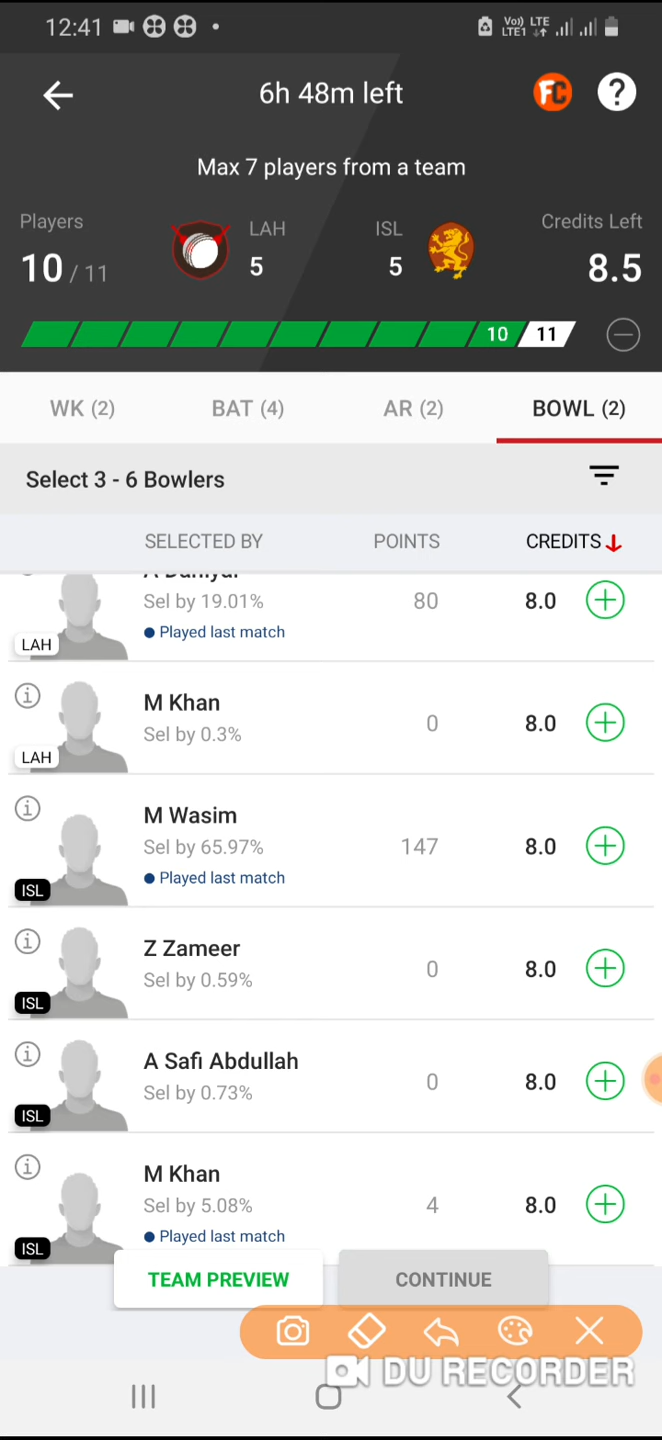 12:41
Vo)) LTE
LTE1
6h 48m left
FC
?
Max 7 players from a team
Players
LAH
ISL
Credits Left
10 / 11
5
5
8.5
10
11
WK (2)
BAT (4)
AR (2)
BOWL (2)
Select 3 - 6 Bowlers
SELECTED BY
POINTS
CREDITS
A Daniyal
Sel by 19.01%
80
8.0
Played last match
LAH
M Khan
Sel by 0.3%
0
8.0
LAH
M Wasim
Sel by 65.97%
147
8.0
Played last match
ISL
Z Zameer
Sel by 0.59%
0
8.0
ISL
A Safi Abdullah
Sel by 0.73%
0
8.0
ISL
M Khan
Sel by 5.08%
4
8.0
Played last match
ISL
TEAM PREVIEW
CONTINUE
DU RECORDER